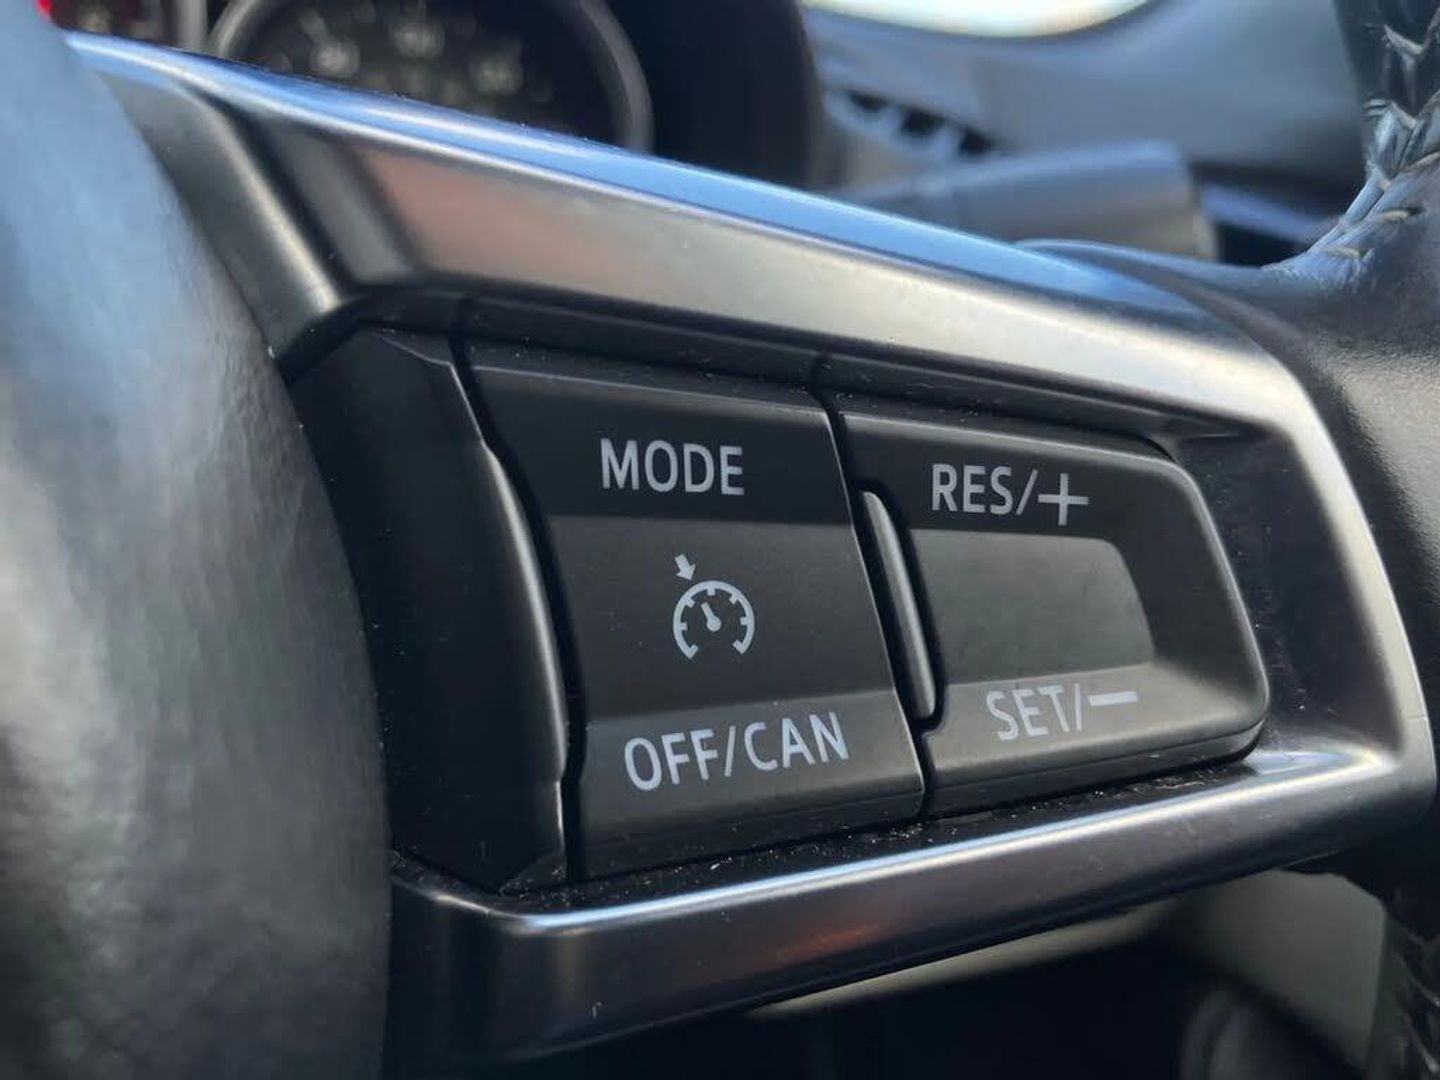 MODE
RES/+
OFF/CAN
SET/−